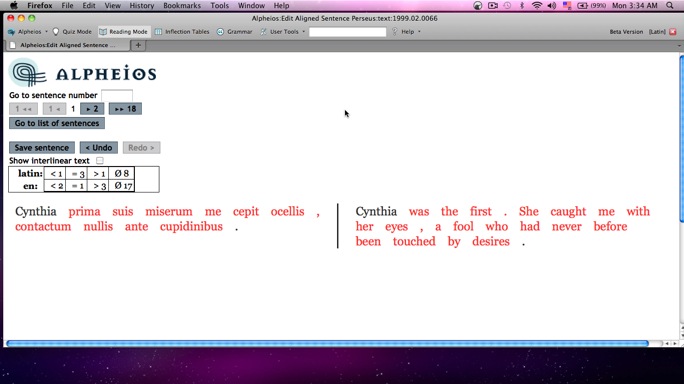 Firefox File Edit View History Bookmarks Tools Window Help (99%) Mon 3:34 AM
Alpheios:Edit Aligned Sentence Perseus:text:1999.02.0066
Alpheios Quiz Mode Reading Mode Inflection Tables Grammar User Tools Help Beta Version [Latin]
Alpheios:Edit Aligned Sentence ...
ALPHEIOS
Go to sentence number
1 1 1 2 18
Go to list of sentences
Save sentence < Undo Redo >
Show interlinear text
latin: < 1 = 3 > 1 Ø 8
en: < 2 = 1 > 3 Ø 17
Cynthia prima suis miserum me cepit ocellis ,
contactum nullis ante cupidinibus .
Cynthia was the first . She caught me with
her eyes , a fool who had never before
been touched by desires .